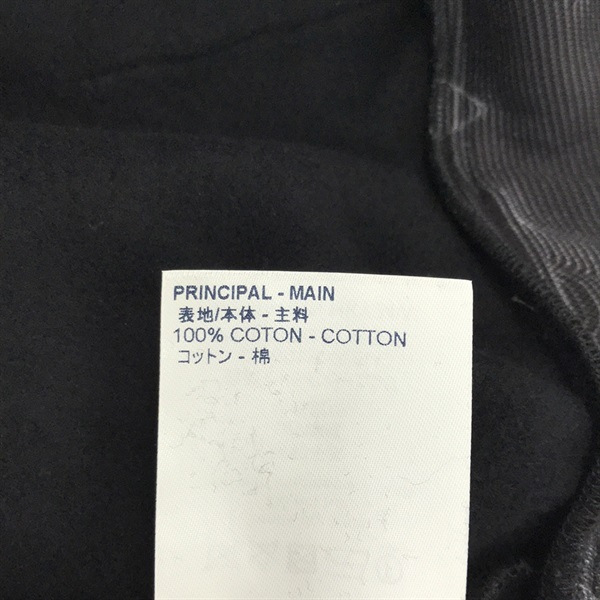 PRINCIPAL - MAIN
表地/本体 - 主料
100% COTON - COTTON
コットン - 棉